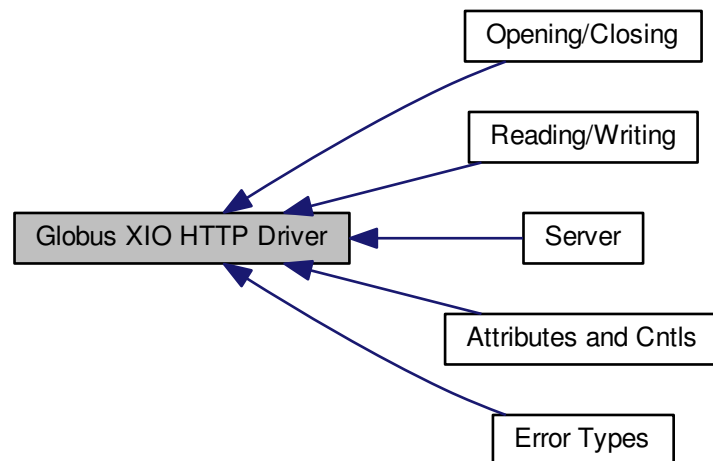 Opening/Closing
Reading/Writing
Globus XIO HTTP Driver
Server
Attributes and Cntls
Error Types